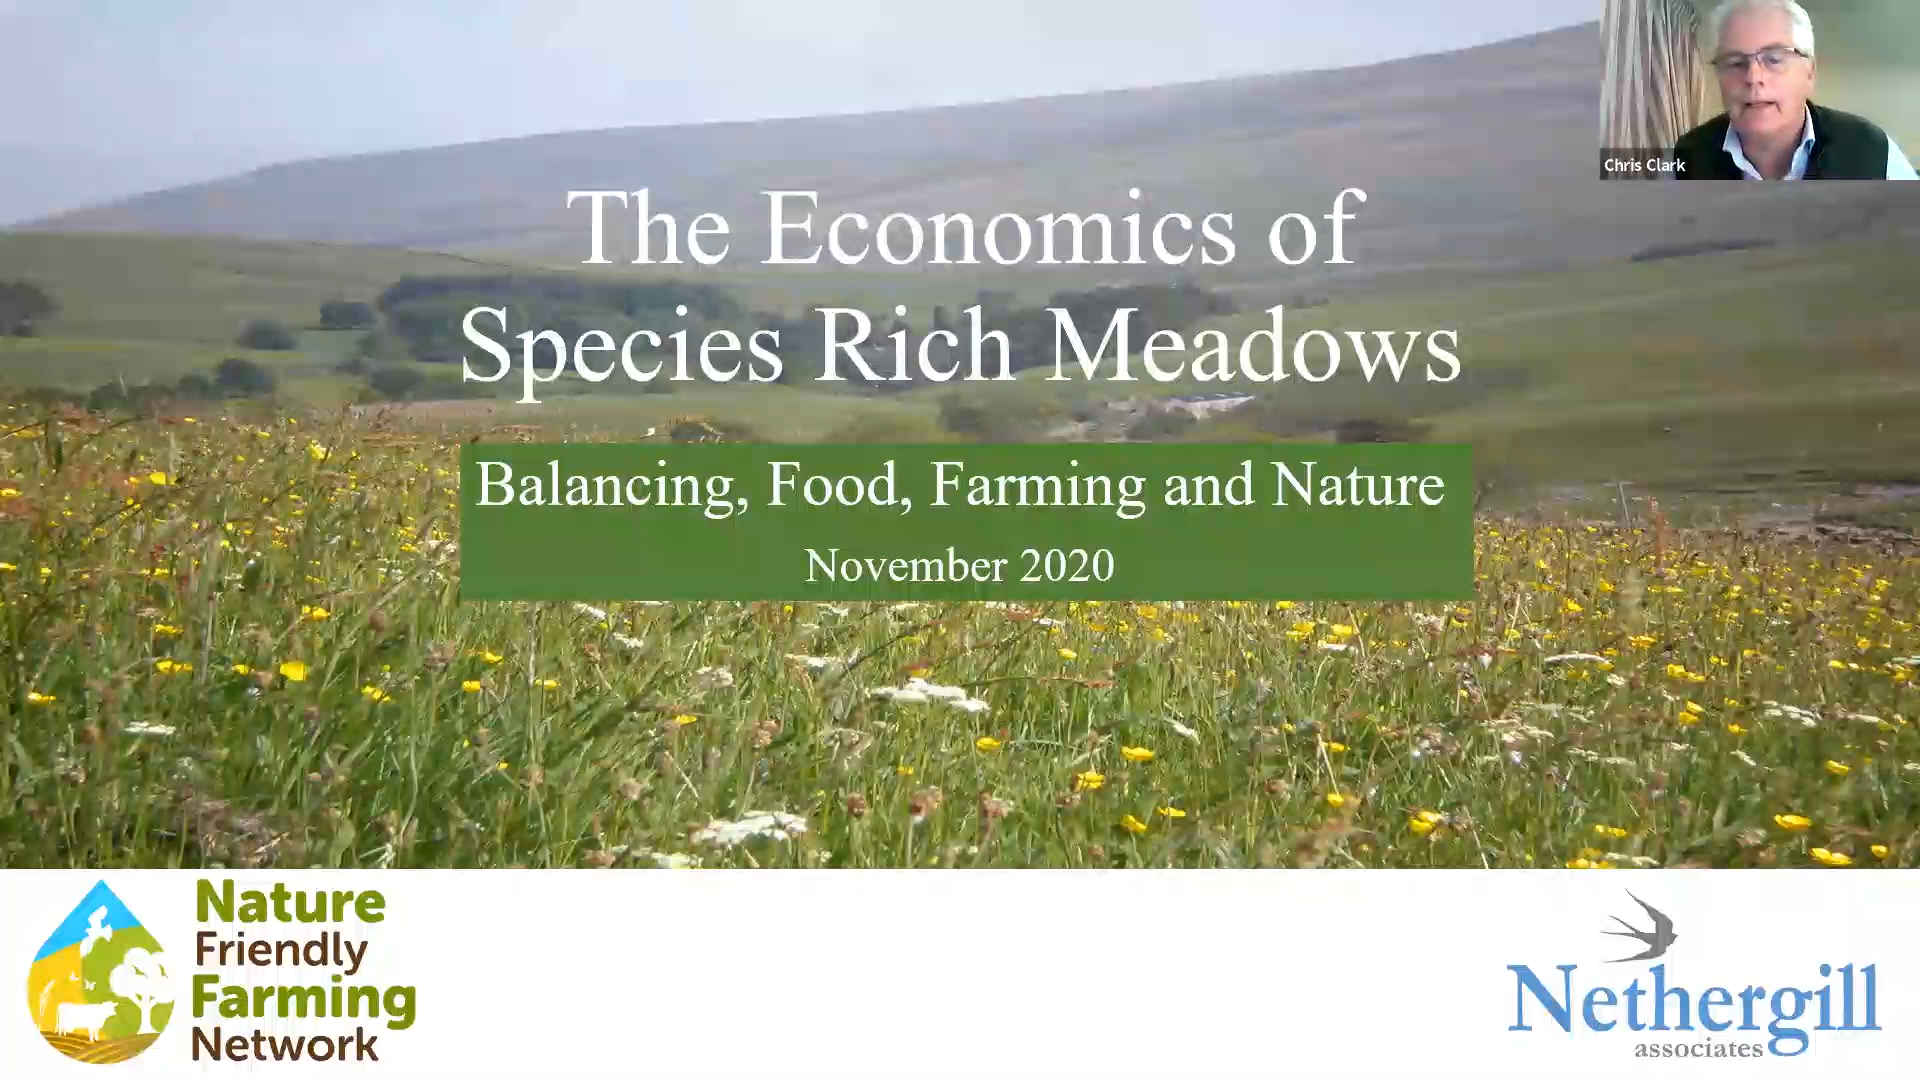 Chris Clark
The Economics of
Species Rich Meadows
Balancing, Food, Farming and Nature
November 2020
Nature
Friendly
Farming
Network
Nethergill
associates